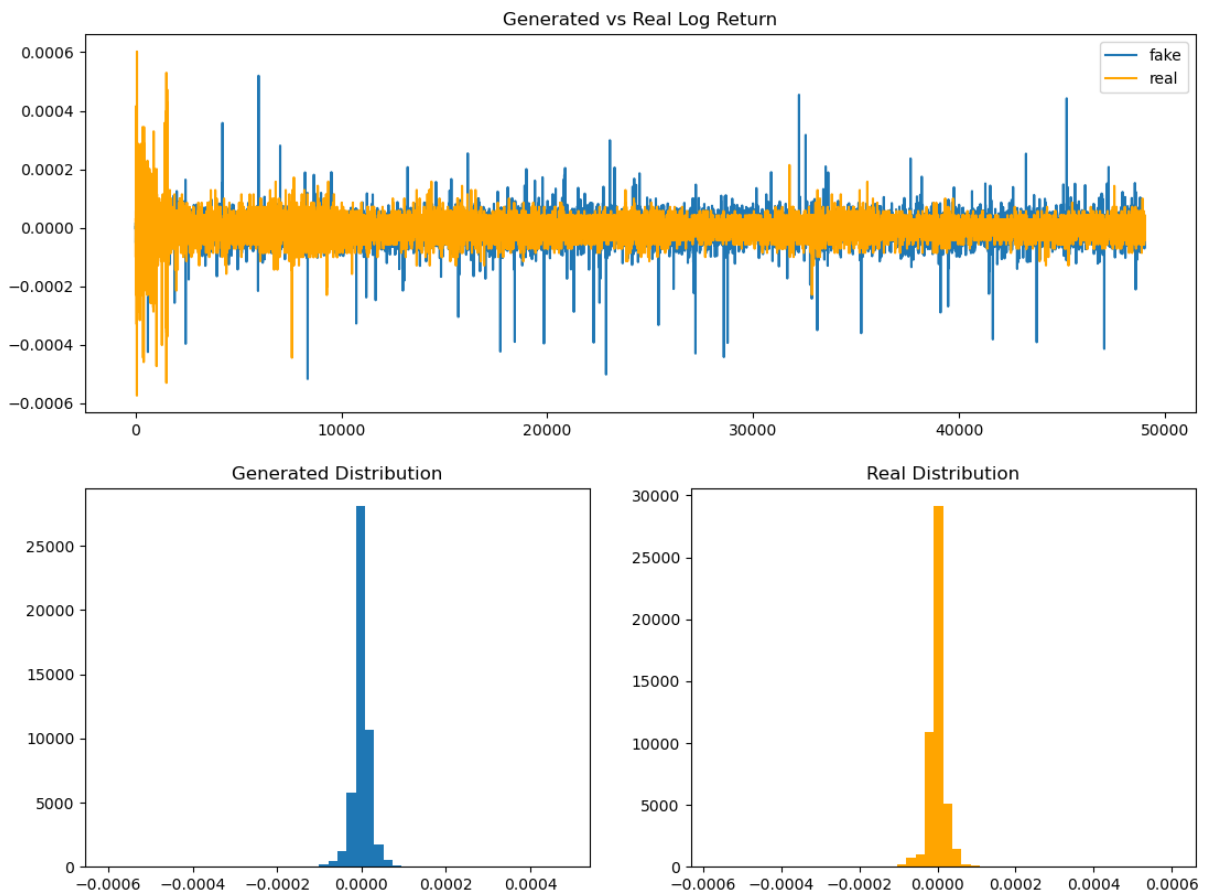 Generated vs Real Log Return
0.0006
0.0004
0.0002
0.0000
−0.0002
−0.0004
−0.0006
fake
real
0 10000 20000 30000 40000 50000
Generated Distribution
25000
20000
15000
10000
5000
0
−0.0006 −0.0004 −0.0002 0.0000 0.0002 0.0004
Real Distribution
30000
25000
20000
15000
10000
5000
0
−0.0006 −0.0004 −0.0002 0.0000 0.0002 0.0004 0.0006